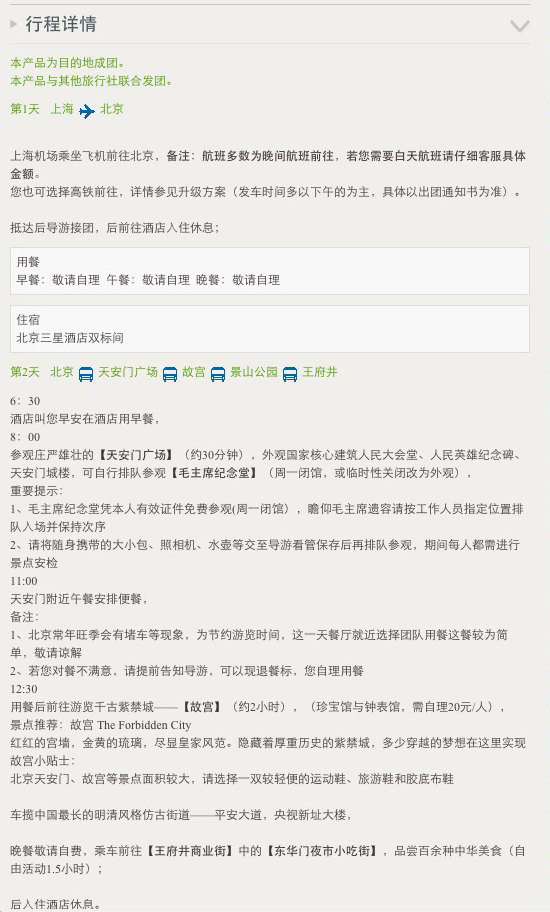 行程详情
本产品为目的地成团。
本产品与其他旅行社联合发团。
第1天 上海 北京
上海机场乘坐飞机前往北京，备注：航班多数为晚间航班前往，若您需要白天航班请仔细客服具体
金额。
您也可选择高铁前往，详情参见升级方案（发车时间多以下午的为主，具体以出团通知书为准）。
抵达后导游接团，后前往酒店入住休息；
用餐
早餐：敬请自理 午餐：敬请自理 晚餐：敬请自理
住宿
北京三星酒店双标间
第2天 北京 天安门广场 故宫 景山公园 王府井
6：30
酒店叫您早安在酒店用早餐，
8：00
参观庄严雄壮的【天安门广场】（约30分钟），外观国家核心建筑人民大会堂、人民英雄纪念碑、
天安门城楼，可自行排队参观【毛主席纪念堂】（周一闭馆，或临时性关闭改为外观），
重要提示：
1、毛主席纪念堂凭本人有效证件免费参观(周一闭馆），瞻仰毛主席遗容请按工作人员指定位置排
队入场并保持次序
2、请将随身携带的大小包、照相机、水壶等交至导游看管保存后再排队参观，期间每人都需进行
景点安检
11:00
天安门附近午餐安排便餐，
备注：
1、北京常年旺季会有堵车等现象，为节约游览时间，这一天餐厅就近选择团队用餐这餐较为简
单，敬请谅解
2、若您对餐不满意，请提前告知导游，可以现退餐标，您自理用餐
12:30
用餐后前往游览千古紫禁城——【故宫】（约2小时），（珍宝馆与钟表馆，需自理20元/人），
景点推荐：故宫 The Forbidden City
红红的宫墙，金黄的琉璃，尽显皇家风范。隐藏着厚重历史的紫禁城，多少穿越的梦想在这里实现
故宫小贴士：
北京天安门、故宫等景点面积较大，请选择一双较轻便的运动鞋、旅游鞋和胶底布鞋
车揽中国最长的明清风格仿古街道——平安大道，央视新址大楼，
晚餐敬请自费，乘车前往【王府井商业街】中的【东华门夜市小吃街】，品尝百余种中华美食（自
由活动1.5小时）；
后入住酒店休息。